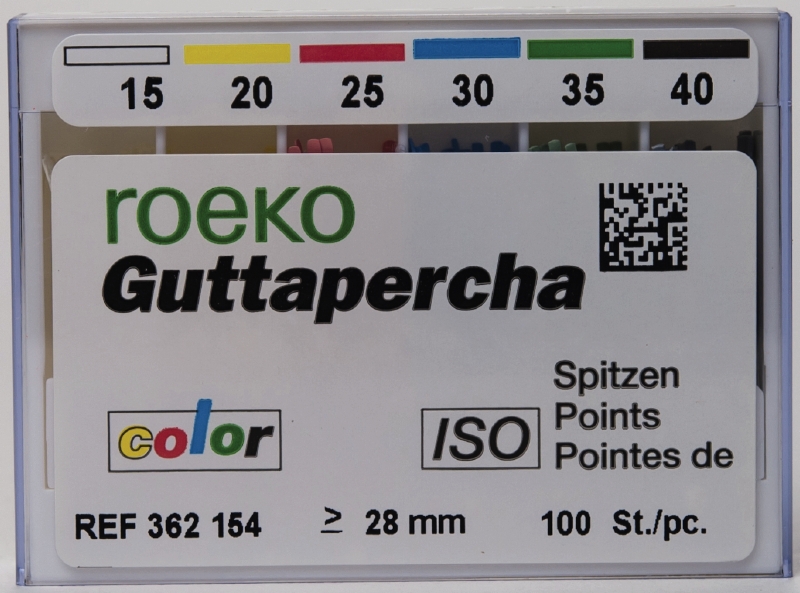 15 20 25 30 35 40
roeko
Guttapercha
Spitzen
color ISO Points
Pointes de
REF 362 154 ≥ 28 mm 100 St./pc.